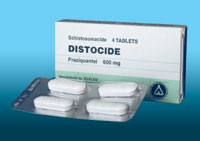 Schistosomacide 4 TABLETS
DISTOCIDE
Praziquantel 600 mg